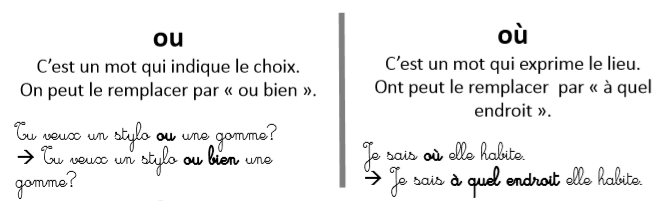 ou
C'est un mot qui indique le choix.
On peut le remplacer par « ou bien ».
Tu veux un stylo ou une gomme?
→ Tu veux un stylo ou bien une
gomme?
où
C'est un mot qui exprime le lieu.
Ont peut le remplacer par « à quel
endroit ».
Je sais où elle habite.
→ Je sais à quel endroit elle habite.